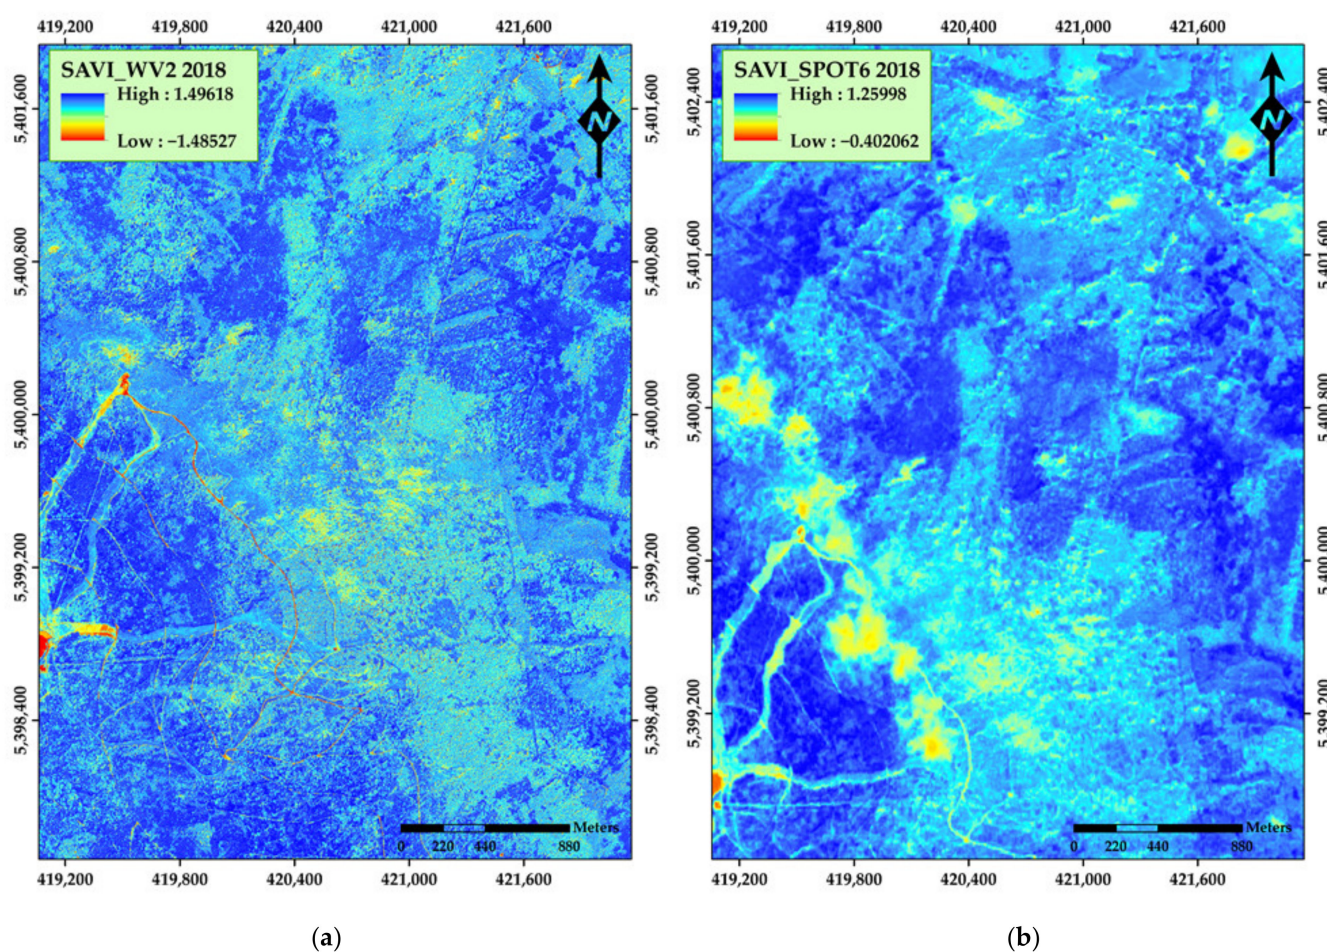 419,200 419,800 420,400 421,000 421,600
419,200 419,800 420,400 421,000 421,600
SAVI_WV2 2018
High : 1.49618
Low : −1.48527
N
5,401,600
5,400,800
5,400,000
5,399,200
5,398,400
Meters
0 220 440 880
419,200 419,800 420,400 421,000 421,600
SAVI_SPOT6 2018
High : 1.25998
Low : −0.402062
N
5,402,400 5,402,400
5,401,600 5,401,600
5,400,800 5,400,800
5,400,000 5,400,000
5,399,200 5,399,200
Meters
0 220 440 880
419,200 419,800 420,400 421,000 421,600
(a) (b)